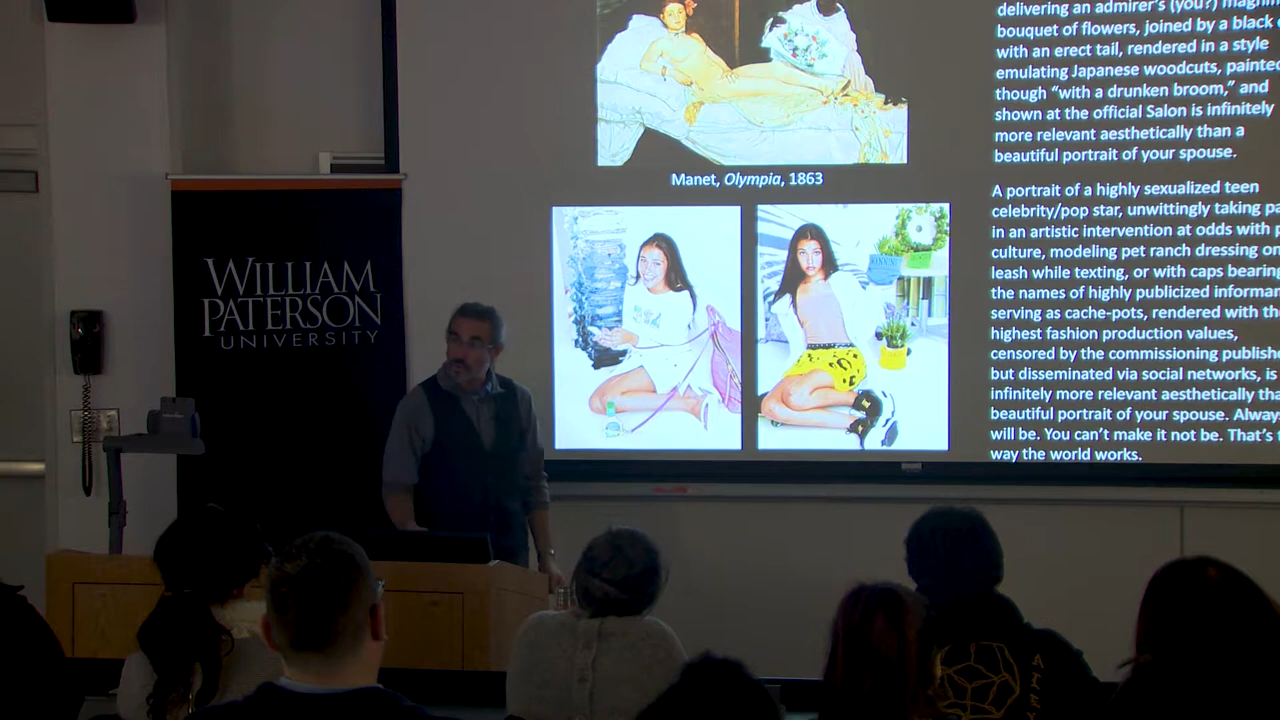 WILLIAM
PATERSON
UNIVERSITY
Manet, Olympia, 1863
delivering an admirer's (you?)
bouquet of flowers, joined by a black
with an erect tail, rendered in a style
emulating Japanese woodcuts, painted
though “with a drunken broom,” and
shown at the official Salon is infinitely
more relevant aesthetically than a
beautiful portrait of your spouse.
A portrait of a highly sexualized teen
celebrity/pop star, unwittingly taking
in an artistic intervention at odds with
culture, modeling pet ranch dressing on
leash while texting, or with caps bearing
the names of highly publicized
serving as cache-pots, rendered with the
highest fashion production values,
censored by the commissioning
but disseminated via social networks, is
infinitely more relevant aesthetically
beautiful portrait of your spouse.
will be. You can't make it not be. That's
way the world works.